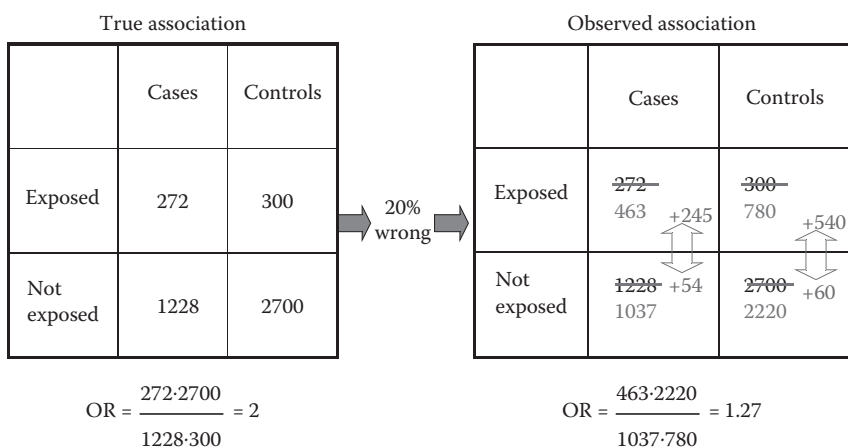 True association
Observed association
Cases
Controls
Exposed
272
300
Not
exposed
1228
2700
20%
wrong
Cases
Controls
Exposed
272
463
+245
300
780
+540
Not
exposed
1228
+54
1037
2700
+60
2220
OR = 272·2700 / 1228·300 = 2
OR = 463·2220 / 1037·780 = 1.27